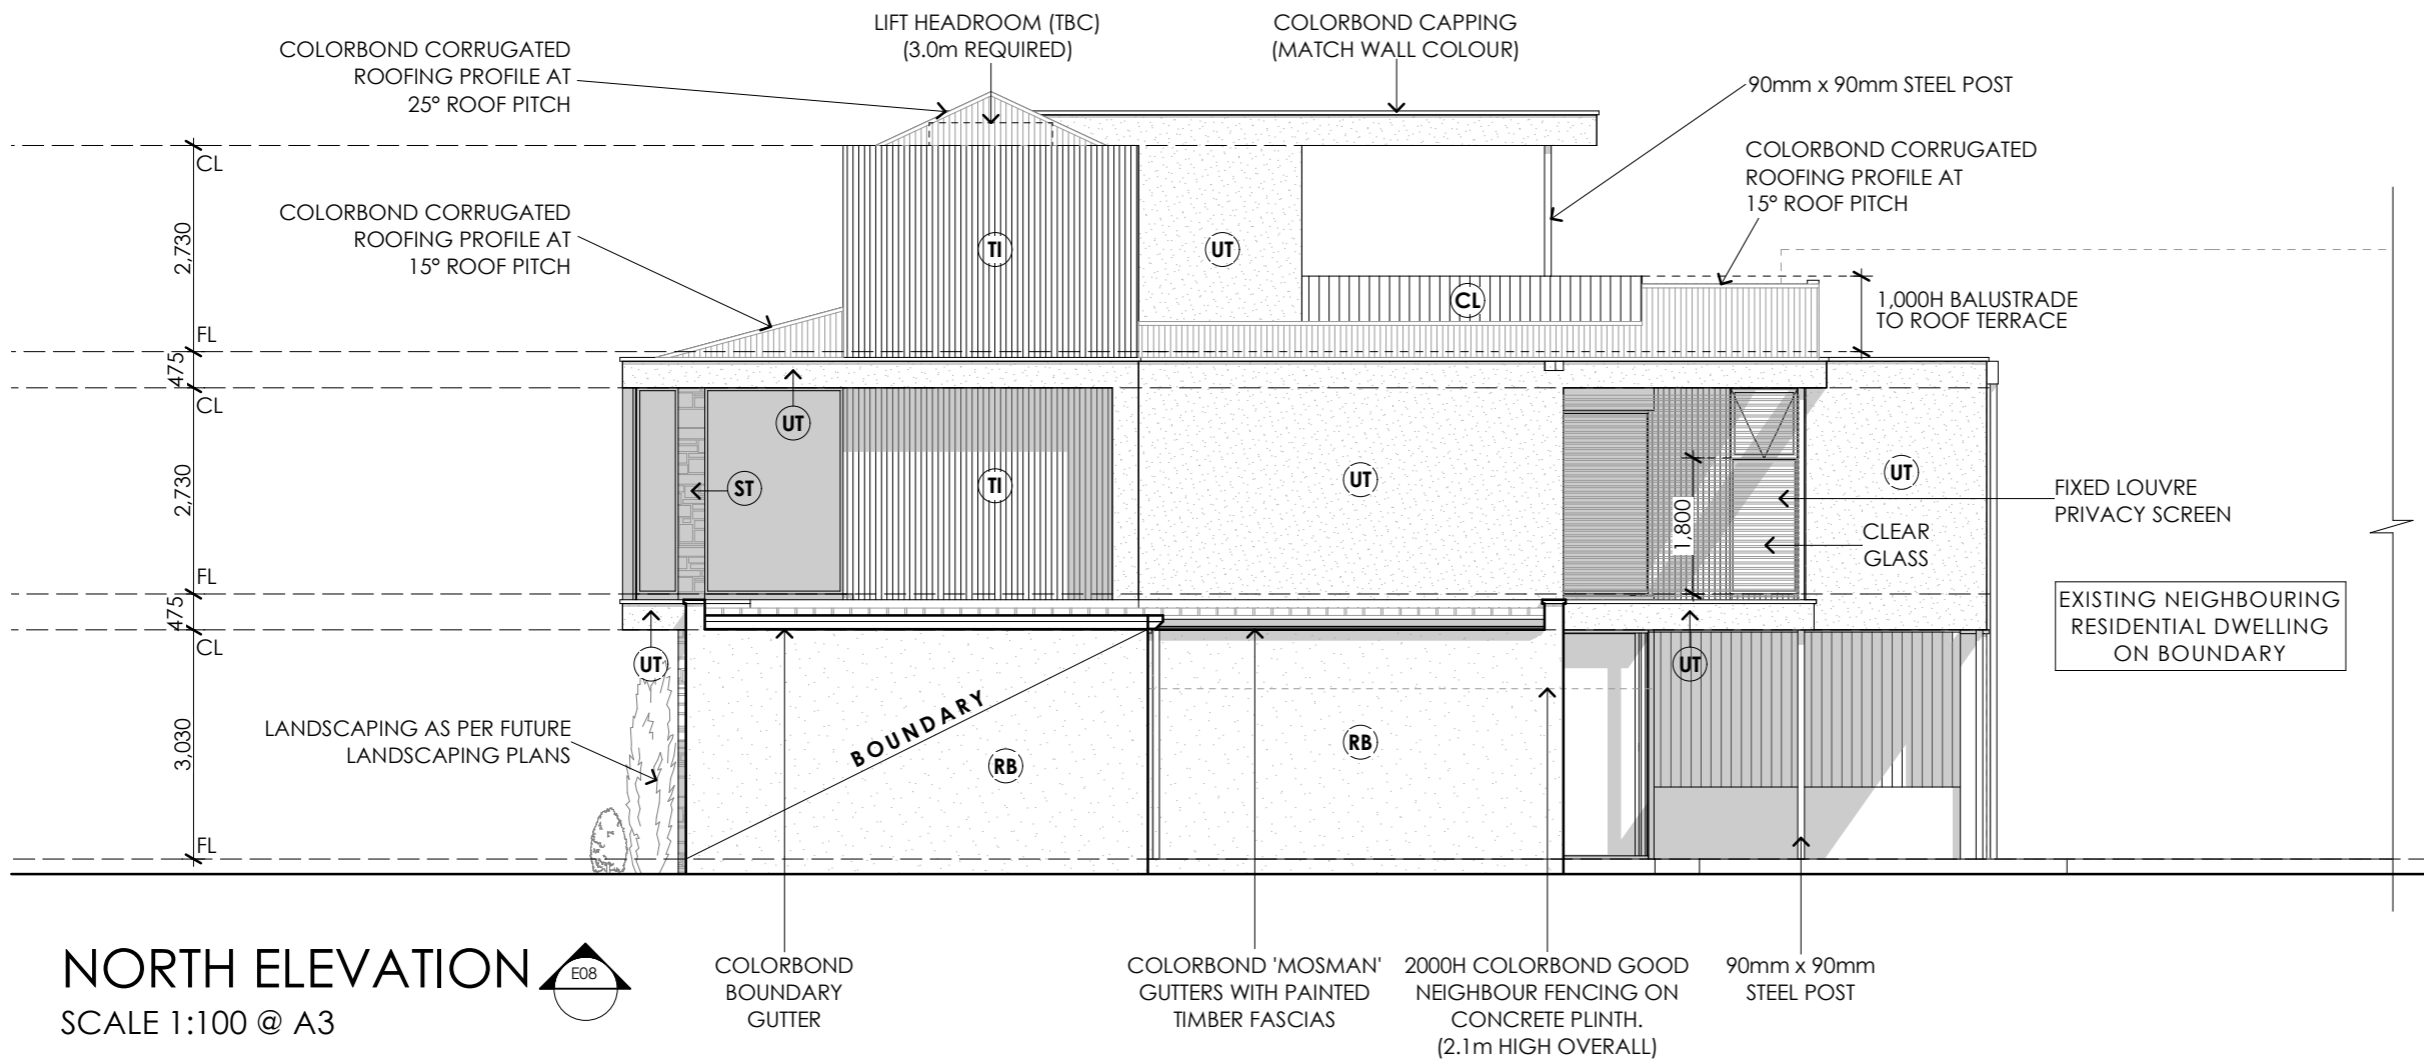 LIFT HEADROOM (TBC)
(3.0m REQUIRED)
COLORBOND CAPPING
(MATCH WALL COLOUR)
COLORBOND CORRUGATED
ROOFING PROFILE AT
25° ROOF PITCH
90mm x 90mm STEEL POST
COLORBOND CORRUGATED
ROOFING PROFILE AT
15° ROOF PITCH
CL
2,730
COLORBOND CORRUGATED
ROOFING PROFILE AT
15° ROOF PITCH
TI
UT
CL
1,000H BALUSTRADE
TO ROOF TERRACE
FL
475
CL
UT
2,730
ST
TI
UT
UT
1,800
FIXED LOUVRE
PRIVACY SCREEN
CLEAR
GLASS
FL
475
EXISTING NEIGHBOURING
RESIDENTIAL DWELLING
ON BOUNDARY
CL
UT
UT
3,030
LANDSCAPING AS PER FUTURE
LANDSCAPING PLANS
BOUNDARY
RB
RB
FL
NORTH ELEVATION
E08
SCALE 1:100 @ A3
COLORBOND
BOUNDARY
GUTTER
COLORBOND 'MOSMAN'
GUTTERS WITH PAINTED
TIMBER FASCIAS
2000H COLORBOND GOOD
NEIGHBOUR FENCING ON
CONCRETE PLINTH.
(2.1m HIGH OVERALL)
90mm x 90mm
STEEL POST